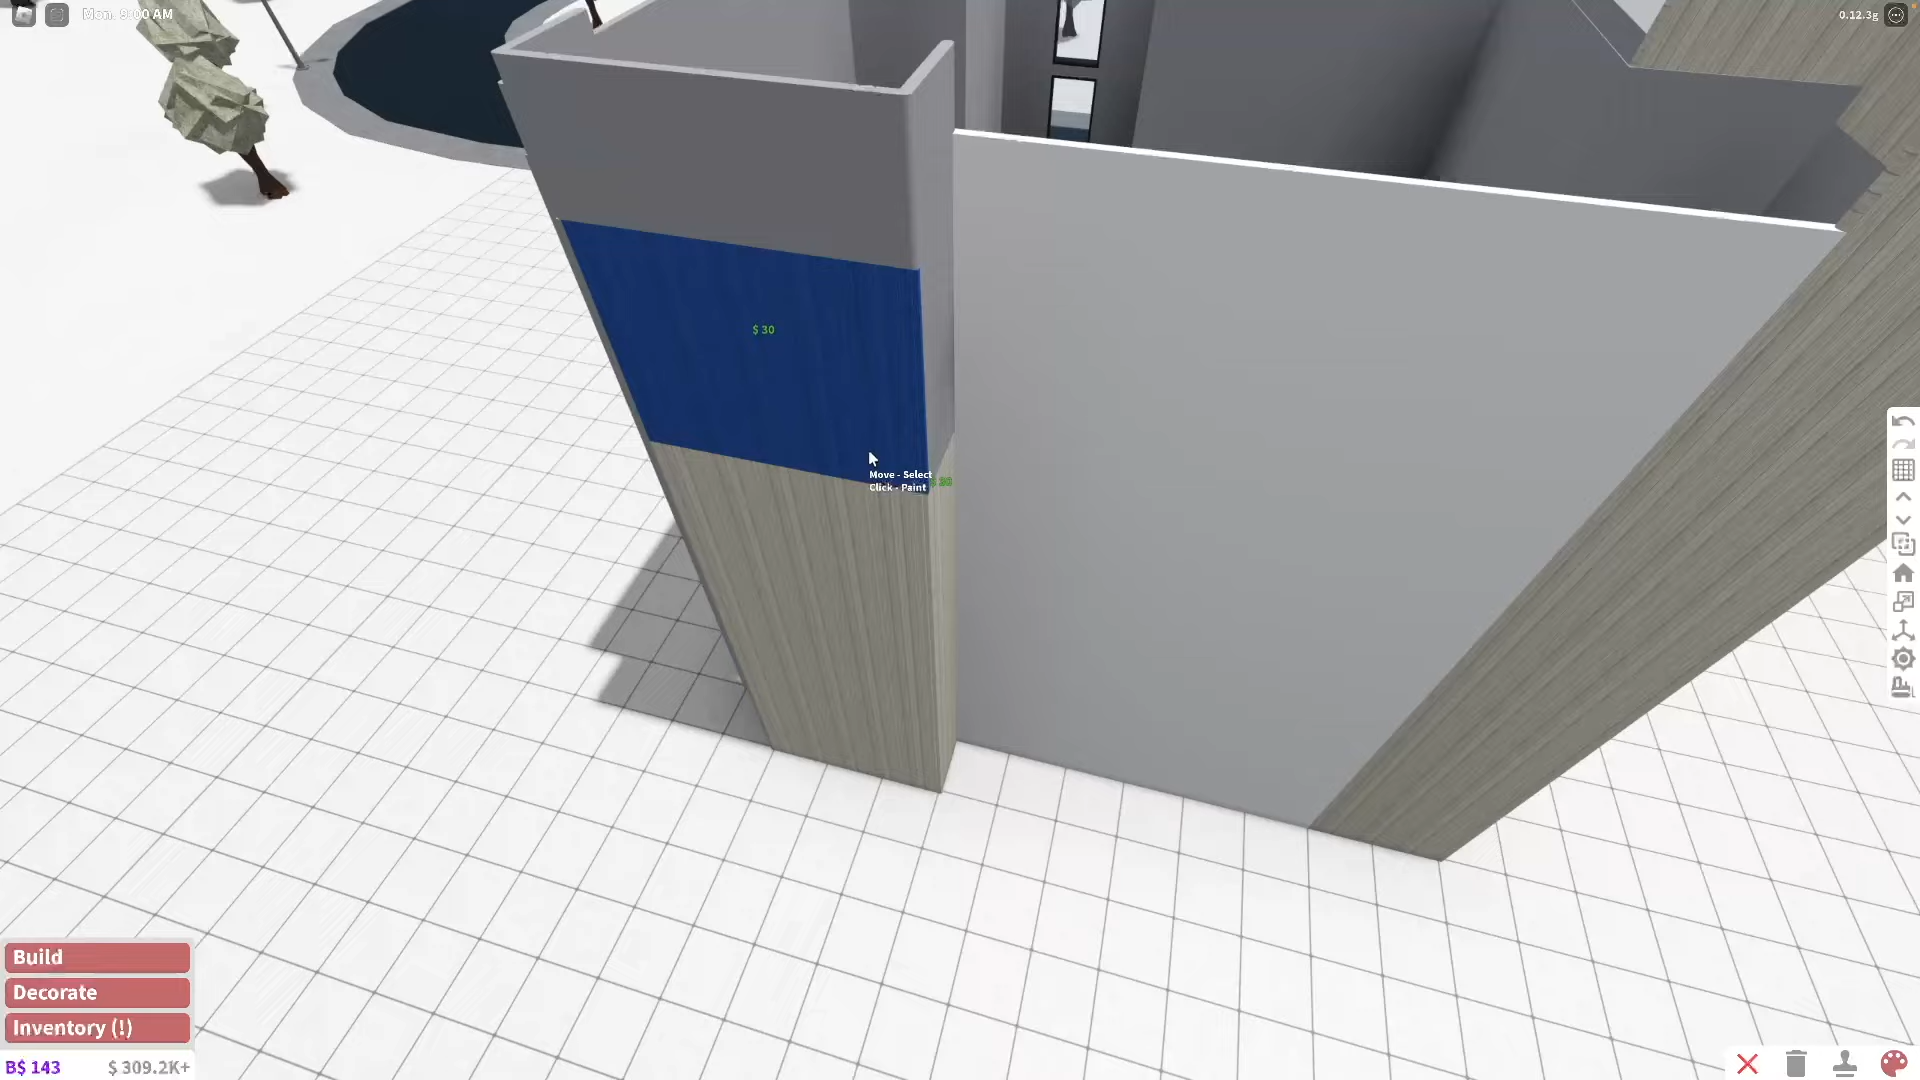 Mon. 9:00 AM
0.12.3g
$ 30
Move - Select
Click - Paint
Build
Decorate
Inventory (!)
B$ 143
$ 309.2K+